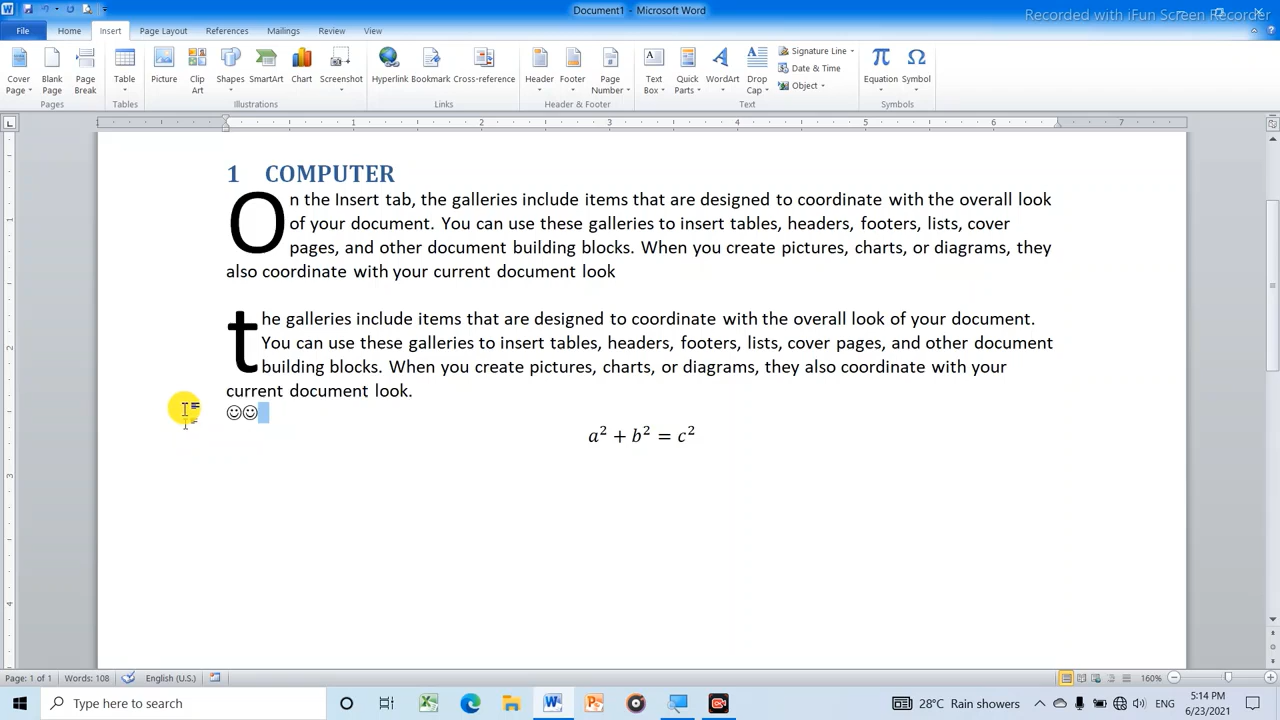 Document1 - Microsoft Word
Recorded with iFun Screen Recorder
File Home Insert Page Layout References Mailings Review View
Cover Page Blank Page Page Break Table Picture Clip Art Shapes SmartArt Chart Screenshot Hyperlink Bookmark Cross-reference Header Footer Page Number Text Box Quick Parts WordArt Drop Cap Signature Line Date & Time Object Equation Symbol
Pages Tables Illustrations Links Header & Footer Text Symbols
1 2 3 4 5 6 7
1 COMPUTER
On the Insert tab, the galleries include items that are designed to coordinate with the overall look
of your document. You can use these galleries to insert tables, headers, footers, lists, cover
pages, and other document building blocks. When you create pictures, charts, or diagrams, they
also coordinate with your current document look
the galleries include items that are designed to coordinate with the overall look of your document.
You can use these galleries to insert tables, headers, footers, lists, cover pages, and other document
building blocks. When you create pictures, charts, or diagrams, they also coordinate with your
current document look.
☺☺
a² + b² = c²
Page: 1 of 1 Words: 108 English (U.S.) 160%
Type here to search 28°C Rain showers ENG 5:14 PM
6/23/2021